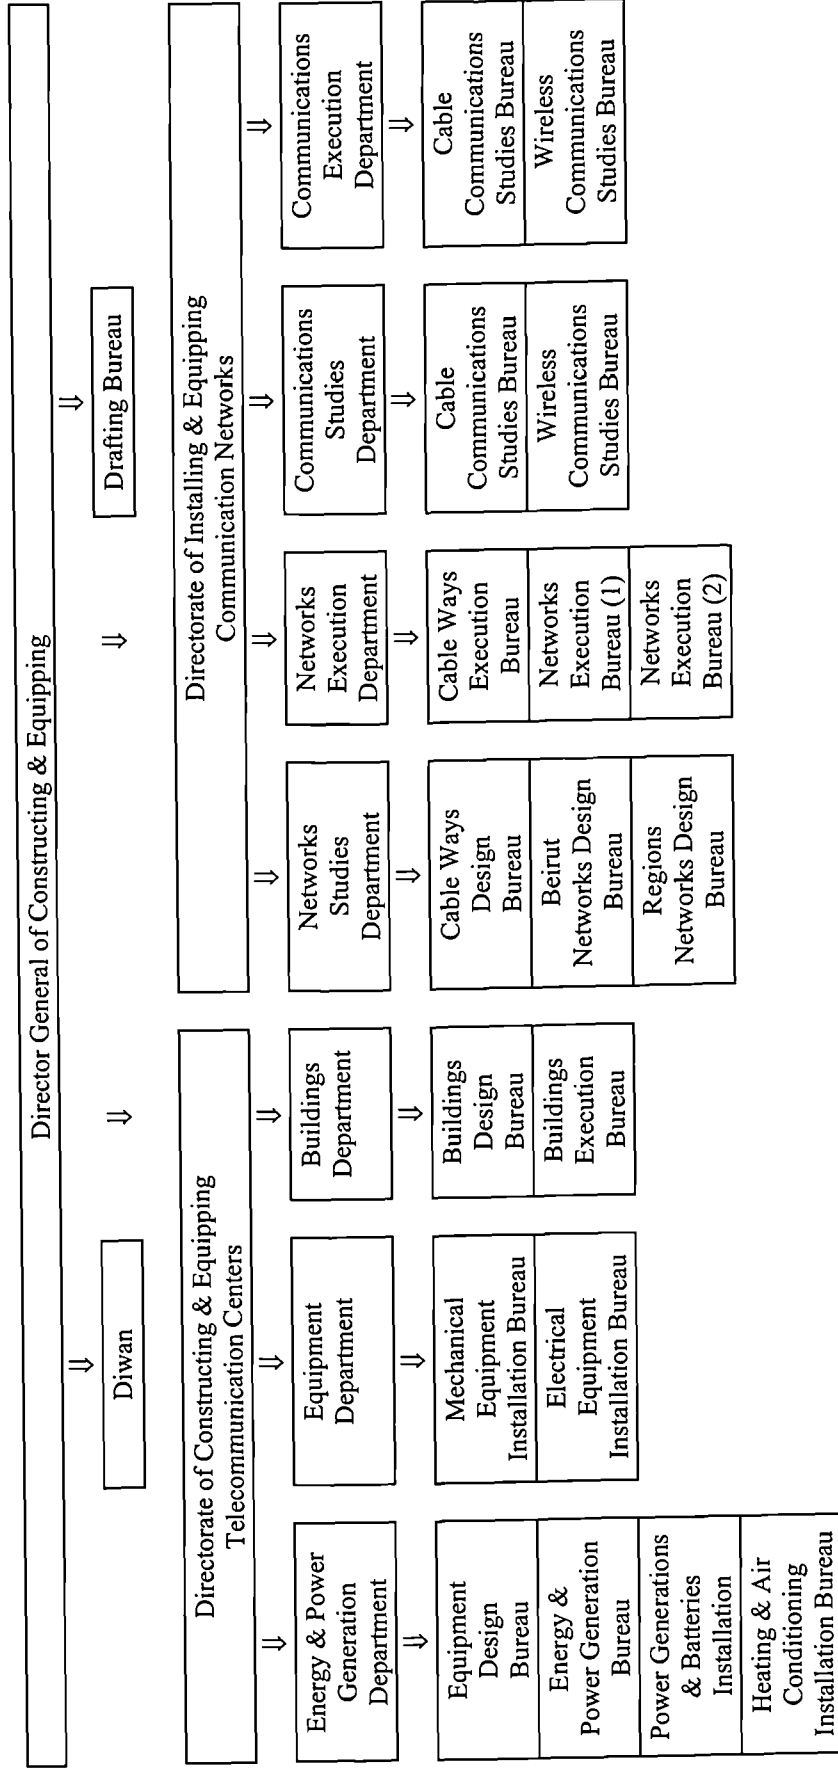 Director General of Constructing & Equipping
⇓
⇓
⇓
⇓
Diwan
Drafting Bureau
Directorate of Constructing & Equipping
Telecommunication Centers
Directorate of Installing & Equipping
Communication Networks
⇓
⇓
⇓
⇓
⇓
⇓
⇓
Energy & Power
Generation
Department
Equipment
Department
Buildings
Department
Networks
Studies
Department
Networks
Execution
Department
Communications
Studies
Department
Communications
Execution
Department
⇓
⇓
⇓
⇓
⇓
⇓
⇓
Equipment
Design
Bureau
Energy &
Power Generation
Bureau
Power Generations
& Batteries
Installation
Heating & Air
Conditioning
Installation Bureau
Mechanical
Equipment
Installation Bureau
Electrical
Equipment
Installation Bureau
Buildings
Design
Bureau
Buildings
Execution
Bureau
Cable Ways
Design
Bureau
Beirut
Networks Design
Bureau
Regions
Networks Design
Bureau
Cable Ways
Execution
Bureau
Networks
Execution
Bureau (1)
Networks
Execution
Bureau (2)
Cable
Communications
Studies Bureau
Wireless
Communications
Studies Bureau
Cable
Communications
Studies Bureau
Wireless
Communications
Studies Bureau